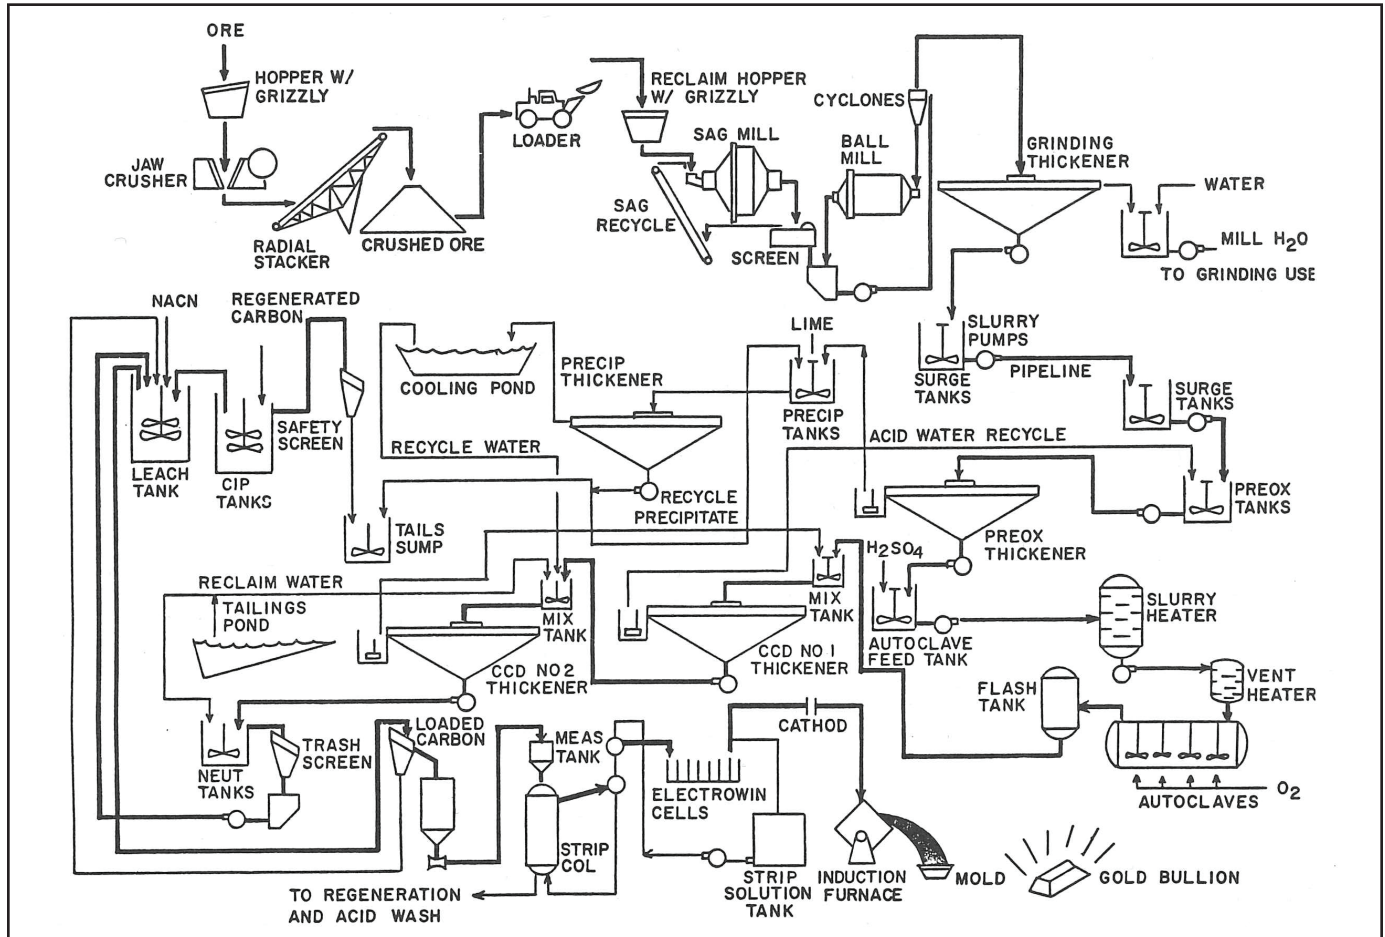 ORE
HOPPER W/
GRIZZLY
JAW
CRUSHER
RADIAL
STACKER
CRUSHED ORE
LOADER
RECLAIM HOPPER
W/ GRIZZLY
SAG MILL
SAG
RECYCLE
SCREEN
BALL
MILL
CYCLONES
GRINDING
THICKENER
WATER
MILL H2O
TO GRINDING USE
NACN
REGENERATED
CARBON
LEACH
TANK
CIP
TANKS
SAFETY
SCREEN
COOLING POND
PRECIP
THICKENER
LIME
PRECIP
TANKS
SLURRY
PUMPS
SURGE
TANKS
PIPELINE
SURGE
TANKS
RECYCLE WATER
ACID WATER RECYCLE
TAILS
SUMP
RECYCLE
PRECIPITATE
PREOX
THICKENER
PREOX
TANKS
H2SO4
RECLAIM WATER
TAILINGS
POND
MIX
TANK
CCD NO2
THICKENER
MIX
TANK
CCD NO 1
THICKENER
AUTOCLAVE
FEED TANK
SLURRY
HEATER
VENT
HEATER
FLASH
TANK
AUTOCLAVES
O2
NEUT
TANKS
TRASH
SCREEN
LOADED
CARBON
MEAS
TANK
STRIP
COL
ELECTROWIN
CELLS
CATHOD
STRIP
SOLUTION
TANK
INDUCTION
FURNACE
MOLD
GOLD BULLION
TO REGENERATION
AND ACID WASH